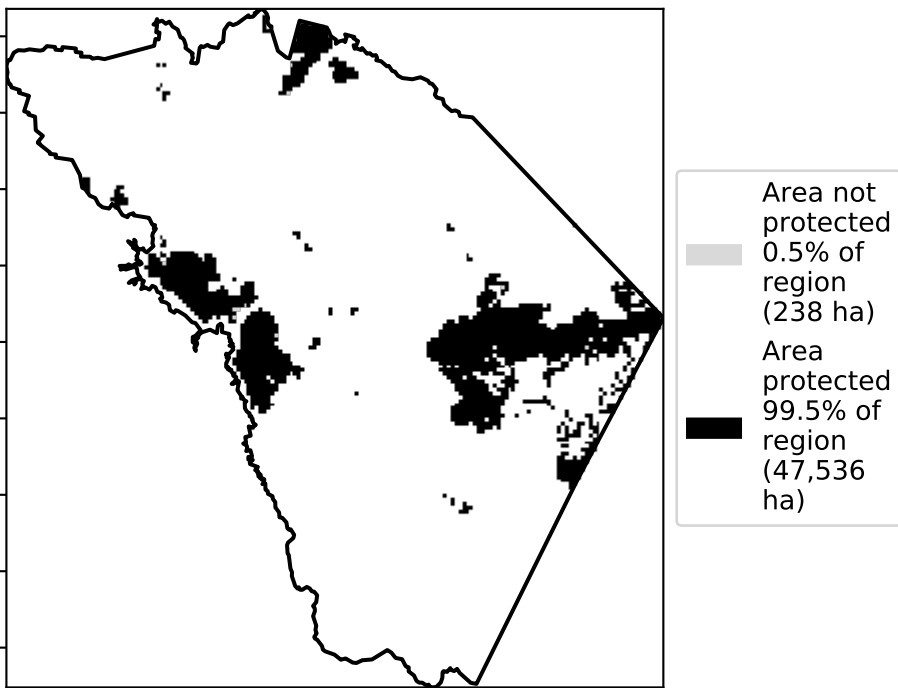 Area not
protected
0.5% of
region
(238 ha)
Area
protected
99.5% of
region
(47,536
ha)